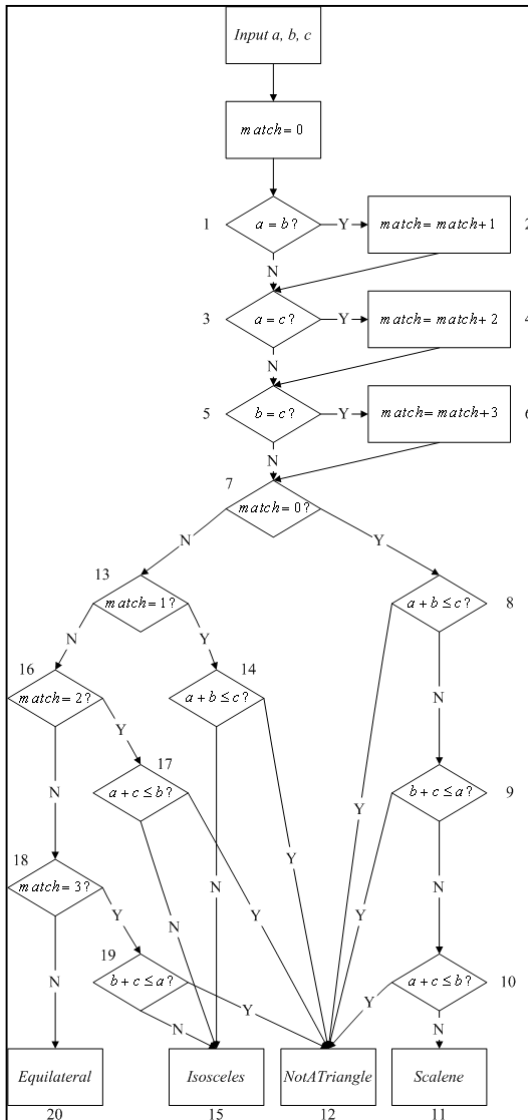 Input a, b, c
match = 0
1 a = b? Y match = match + 1 2
N
3 a = c? Y match = match + 2 4
N
5 b = c? Y match = match + 3 6
N
7
match = 0?
N Y
13
match = 1? a + b ≤ c? 8
N Y
16 14
match = 2? a + b ≤ c? N
Y
17
N a + c ≤ b? b + c ≤ a? 9
Y
18 Y
match = 3? N Y N
Y N Y
19
N b + c ≤ a? Y a + c ≤ b? 10
N Y N
Equilateral Isosceles NotATriangle Scalene
20 15 12 11